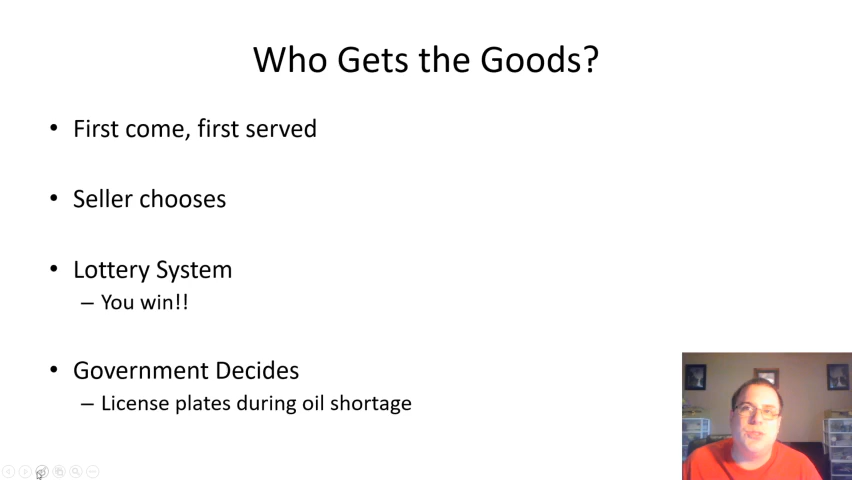 Who Gets the Goods?
• First come, first served
• Seller chooses
• Lottery System
– You win!!
• Government Decides
– License plates during oil shortage